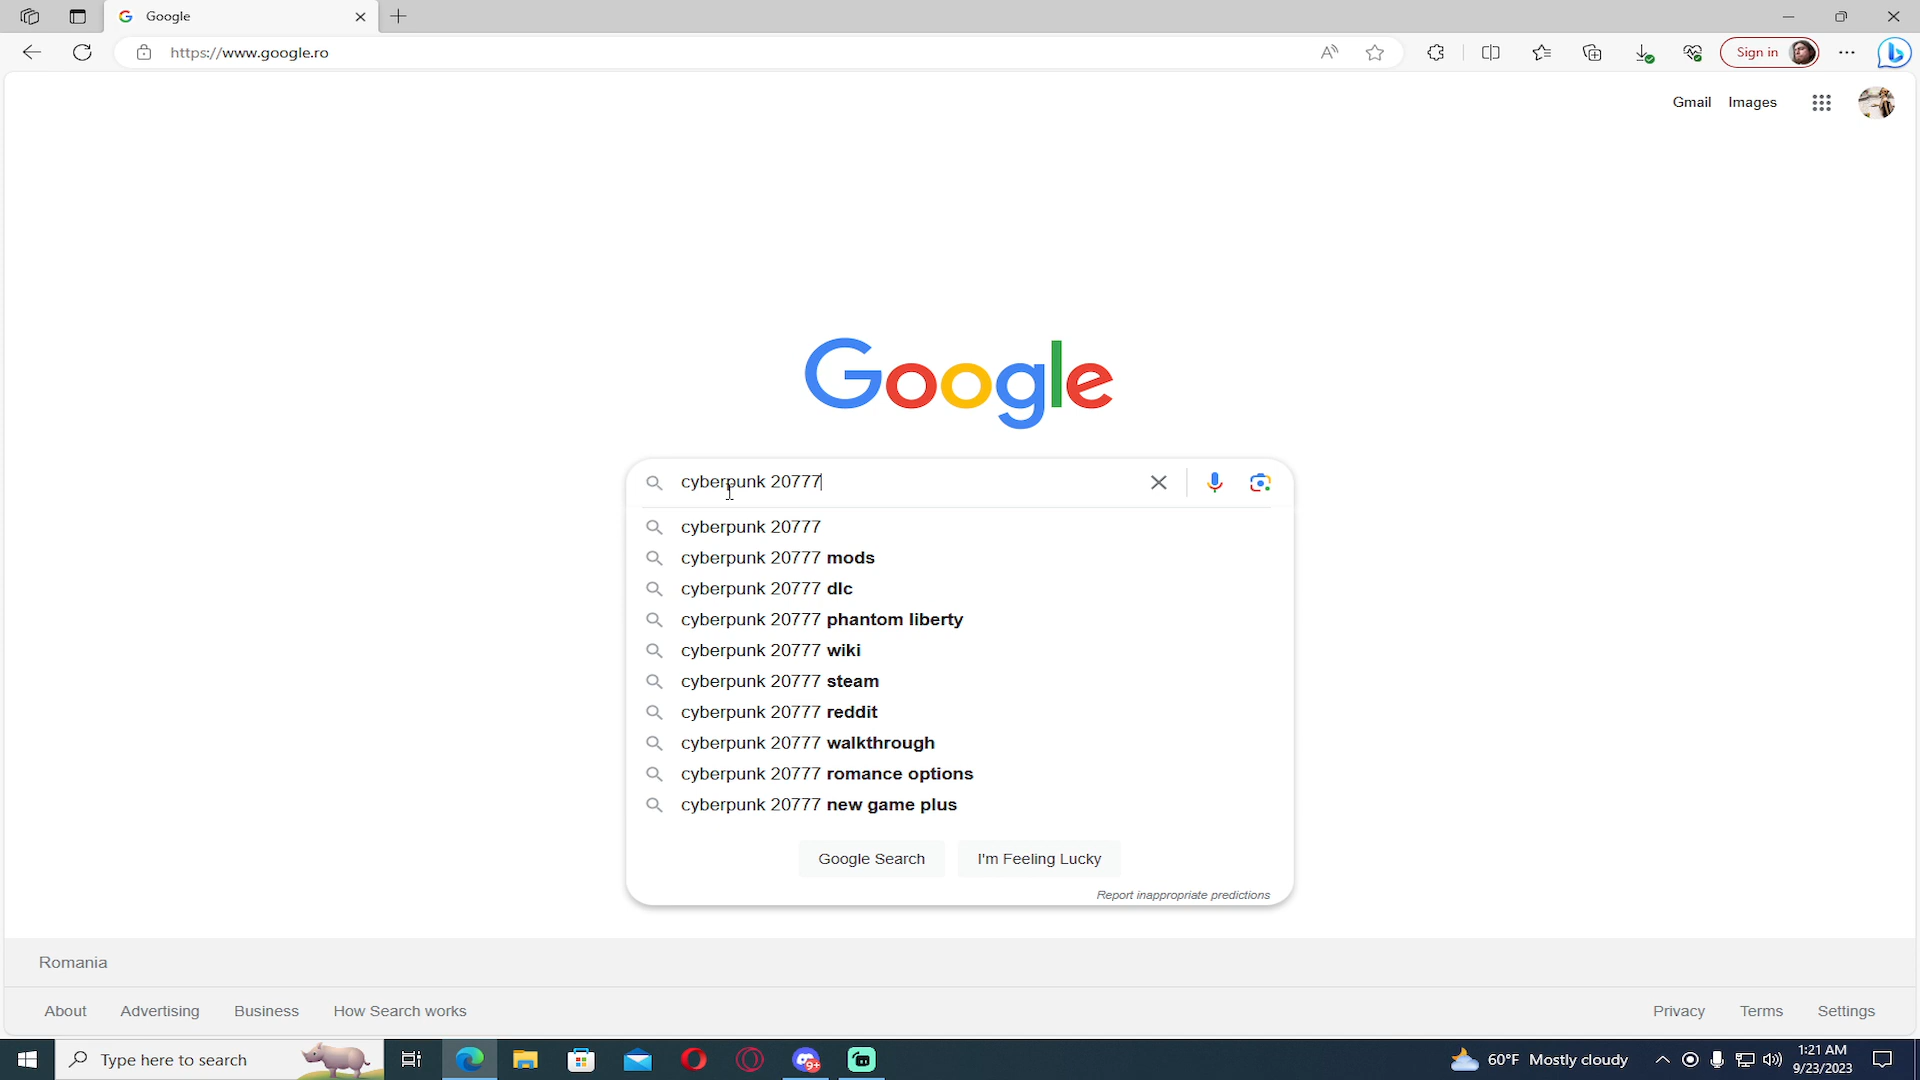 Google
https://www.google.ro
Sign in
Gmail Images
Google
cyberpunk 20777
cyberpunk 20777
cyberpunk 20777 mods
cyberpunk 20777 dlc
cyberpunk 20777 phantom liberty
cyberpunk 20777 wiki
cyberpunk 20777 steam
cyberpunk 20777 reddit
cyberpunk 20777 walkthrough
cyberpunk 20777 romance options
cyberpunk 20777 new game plus
Google Search I'm Feeling Lucky
Report inappropriate predictions
Romania
About Advertising Business How Search works Privacy Terms Settings
Type here to search 9+ 60°F Mostly cloudy 1:21 AM
9/23/2023